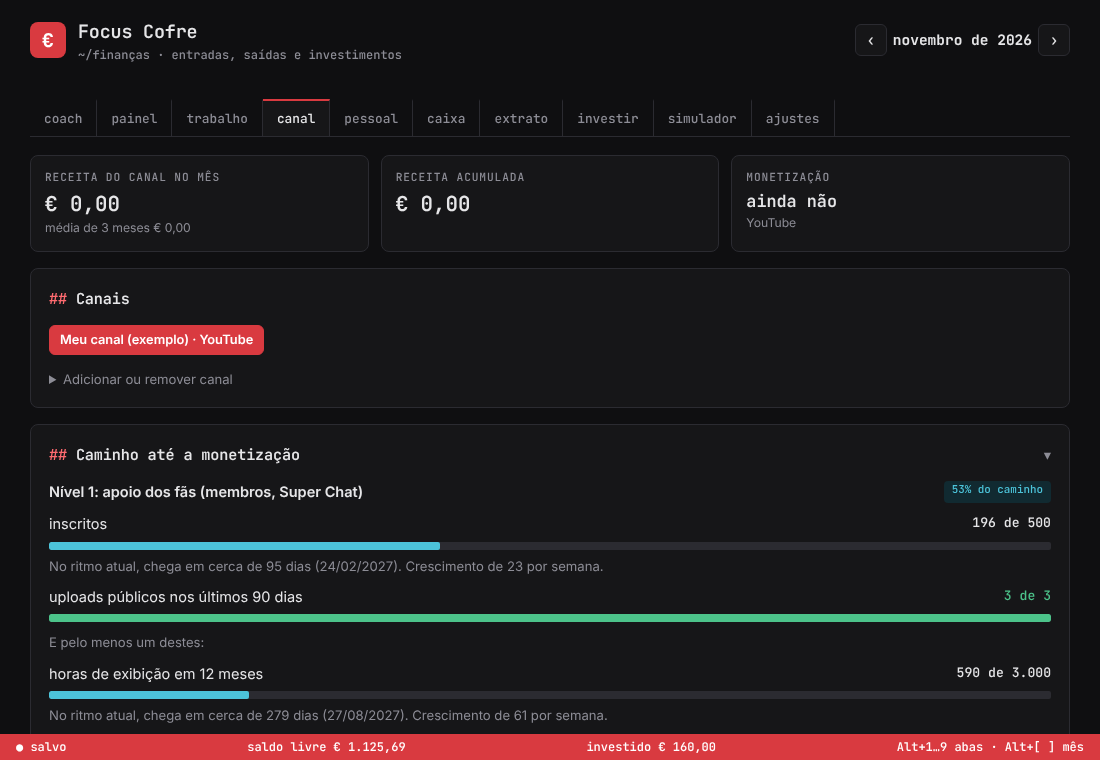 €
Focus Cofre
~/finanças · entradas, saídas e investimentos
‹ novembro de 2026 ›
coach painel trabalho canal pessoal caixa extrato investir simulador ajustes
RECEITA DO CANAL NO MÊS
€ 0,00
média de 3 meses € 0,00
RECEITA ACUMULADA
€ 0,00
MONETIZAÇÃO
ainda não
YouTube
## Canais
Meu canal (exemplo) · YouTube
▶ Adicionar ou remover canal
## Caminho até a monetização ▼
Nível 1: apoio dos fãs (membros, Super Chat) 53% do caminho
inscritos 196 de 500
No ritmo atual, chega em cerca de 95 dias (24/02/2027). Crescimento de 23 por semana.
uploads públicos nos últimos 90 dias 3 de 3
E pelo menos um destes:
horas de exibição em 12 meses 590 de 3.000
No ritmo atual, chega em cerca de 279 dias (27/08/2027). Crescimento de 61 por semana.
● salvo saldo livre € 1.125,69 investido € 160,00 Alt+1…9 abas · Alt+[ ] mês